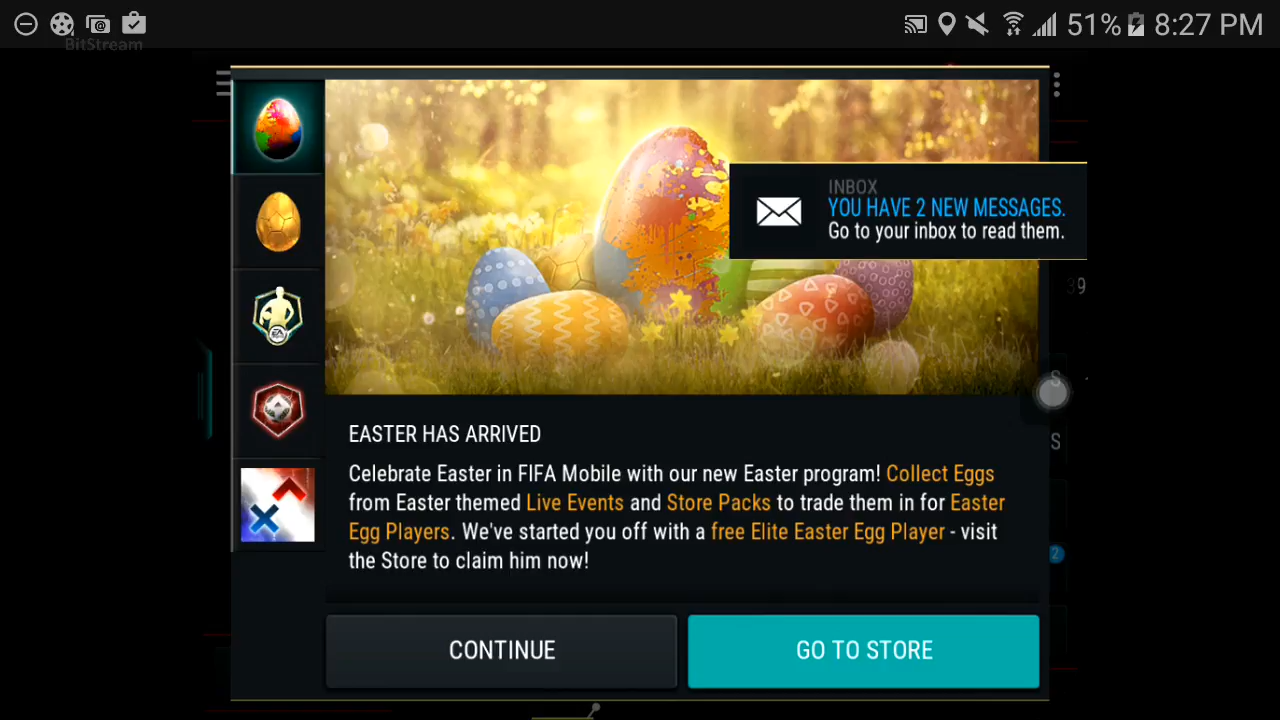 51% 8:27 PM
BitStream
INBOX
YOU HAVE 2 NEW MESSAGES.
Go to your inbox to read them.
39
S
EASTER HAS ARRIVED
S
Celebrate Easter in FIFA Mobile with our new Easter program! Collect Eggs
from Easter themed Live Events and Store Packs to trade them in for Easter
Egg Players. We've started you off with a free Elite Easter Egg Player - visit
the Store to claim him now!
2
CONTINUE
GO TO STORE